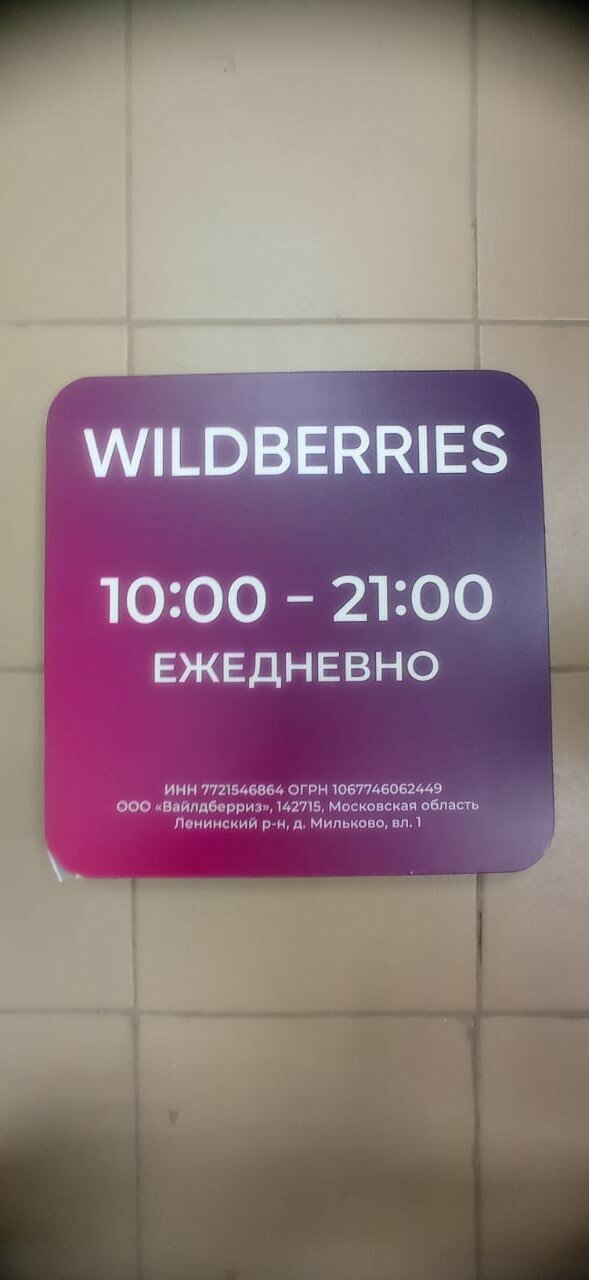 WILDBERRIES
10:00 – 21:00
ЕЖЕДНЕВНО
ИНН 7721546864 ОГРН 1067746062449
ООО «Вайлдберриз», 142715, Московская область
Ленинский р-н, д. Мильково, вл. 1